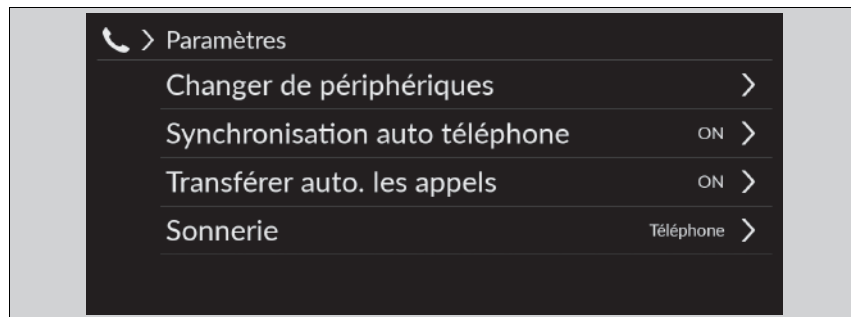 Paramètres
Changer de périphériques
Synchronisation auto téléphone ON
Transférer auto. les appels ON
Sonnerie Téléphone